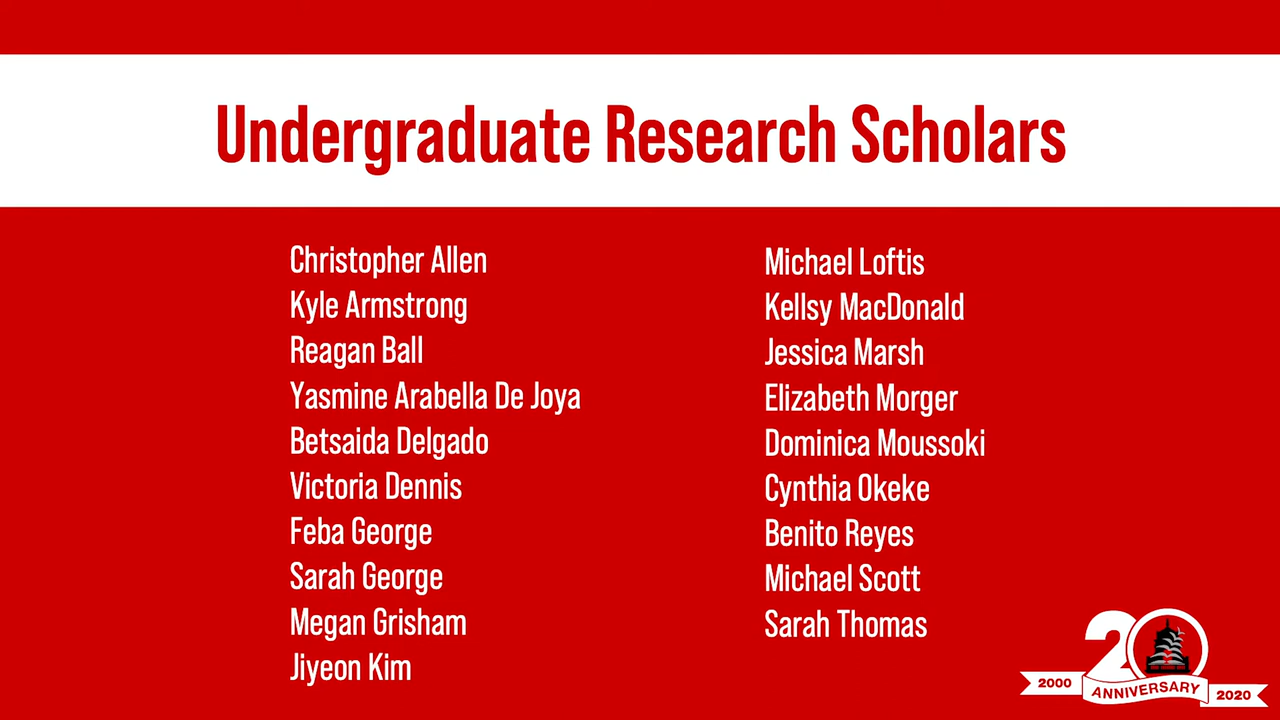 Undergraduate Research Scholars
Christopher Allen
Kyle Armstrong
Reagan Ball
Yasmine Arabella De Joya
Betsaida Delgado
Victoria Dennis
Feba George
Sarah George
Megan Grisham
Jiyeon Kim
Michael Loftis
Kellsy MacDonald
Jessica Marsh
Elizabeth Morger
Dominica Moussoki
Cynthia Okeke
Benito Reyes
Michael Scott
Sarah Thomas
20
2000 ANNIVERSARY 2020